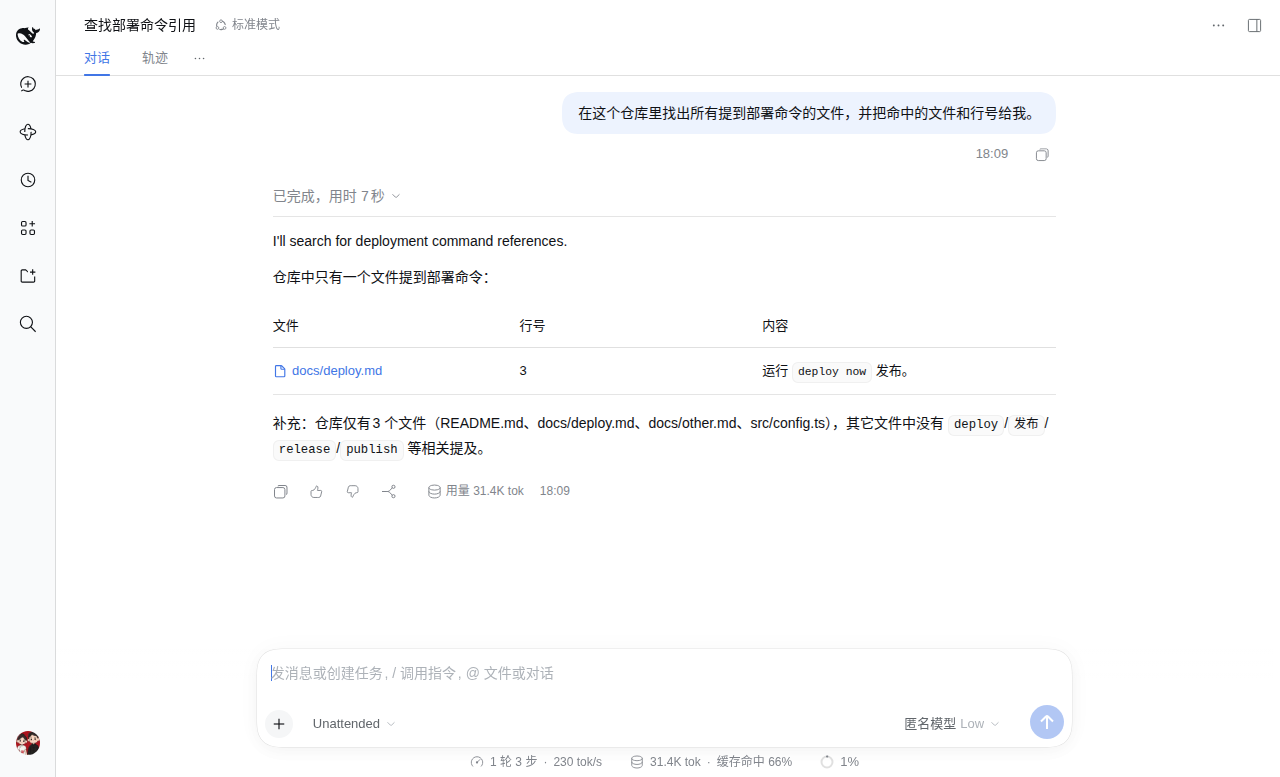 查找部署命令引用 标准模式
对话 轨迹 ···
在这个仓库里找出所有提到部署命令的文件，并把命中的文件和行号给我。
18:09
已完成，用时 7 秒
I'll search for deployment command references.
仓库中只有一个文件提到部署命令：
文件 行号 内容
docs/deploy.md 3 运行 deploy now 发布。
补充：仓库仅有 3 个文件（README.md、docs/deploy.md、docs/other.md、src/config.ts），其它文件中没有 deploy / 发布 /
release / publish 等相关提及。
用量 31.4K tok 18:09
发消息或创建任务, / 调用指令, @ 文件或对话
Unattended 匿名模型 Low
1 轮 3 步 · 230 tok/s 31.4K tok · 缓存命中 66% 1%